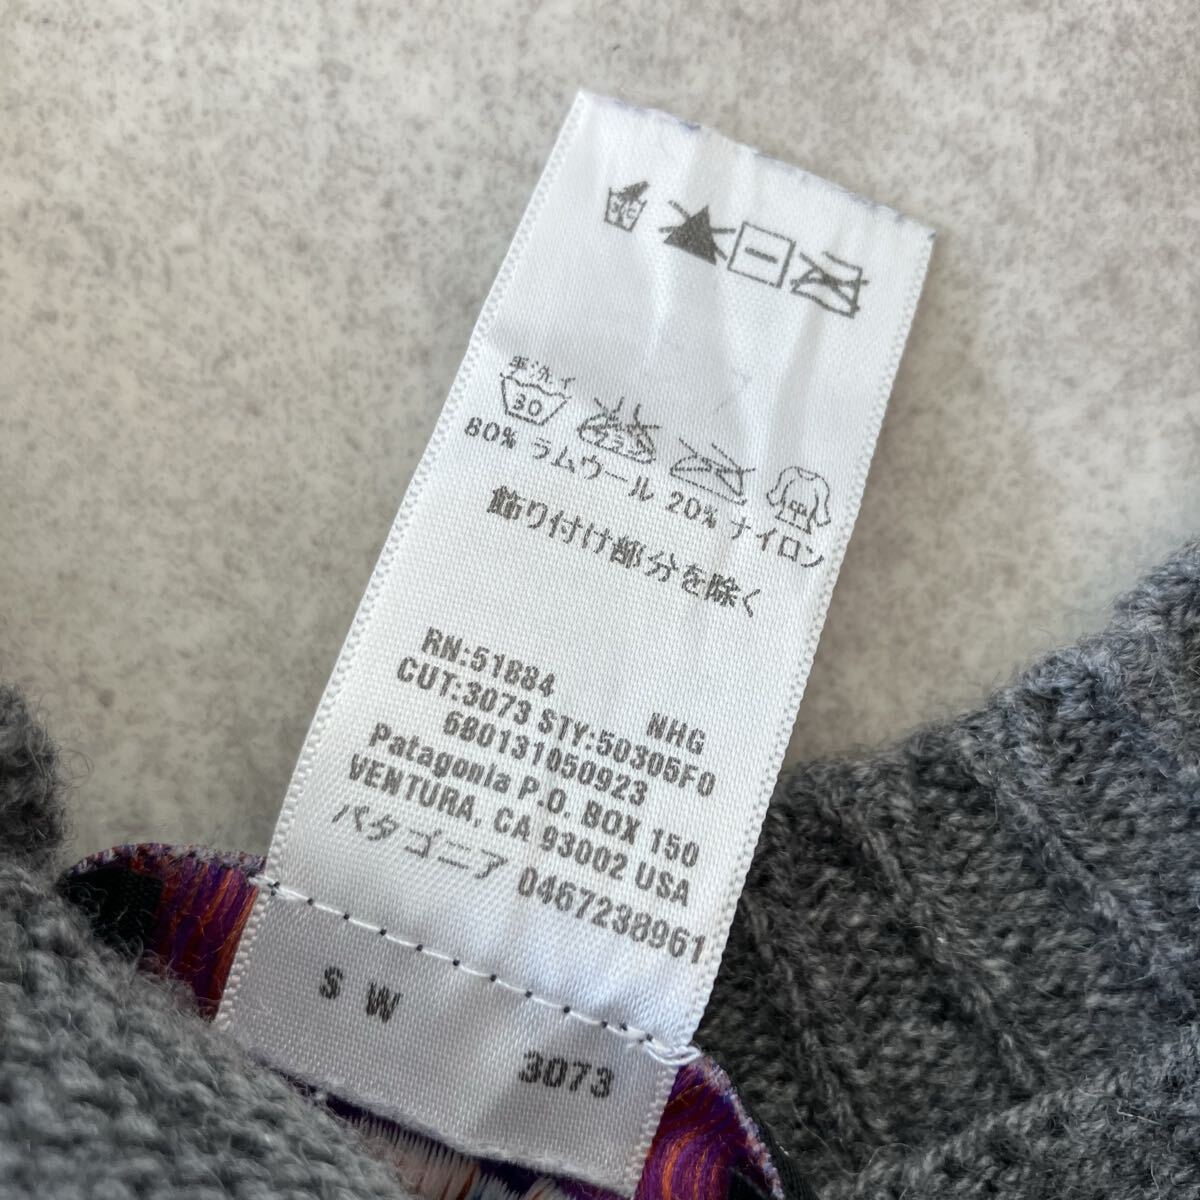 30°C
手洗イ
30
中
80% ラムウール 20% ナイロン
飾り付け部分を除く
RN:51884 NHG
CUT:3073 STY:50305F0
680131050923
Patagonia P.O. BOX 150
VENTURA, CA 93002 USA
パタゴニア 0467238961
S W
3073